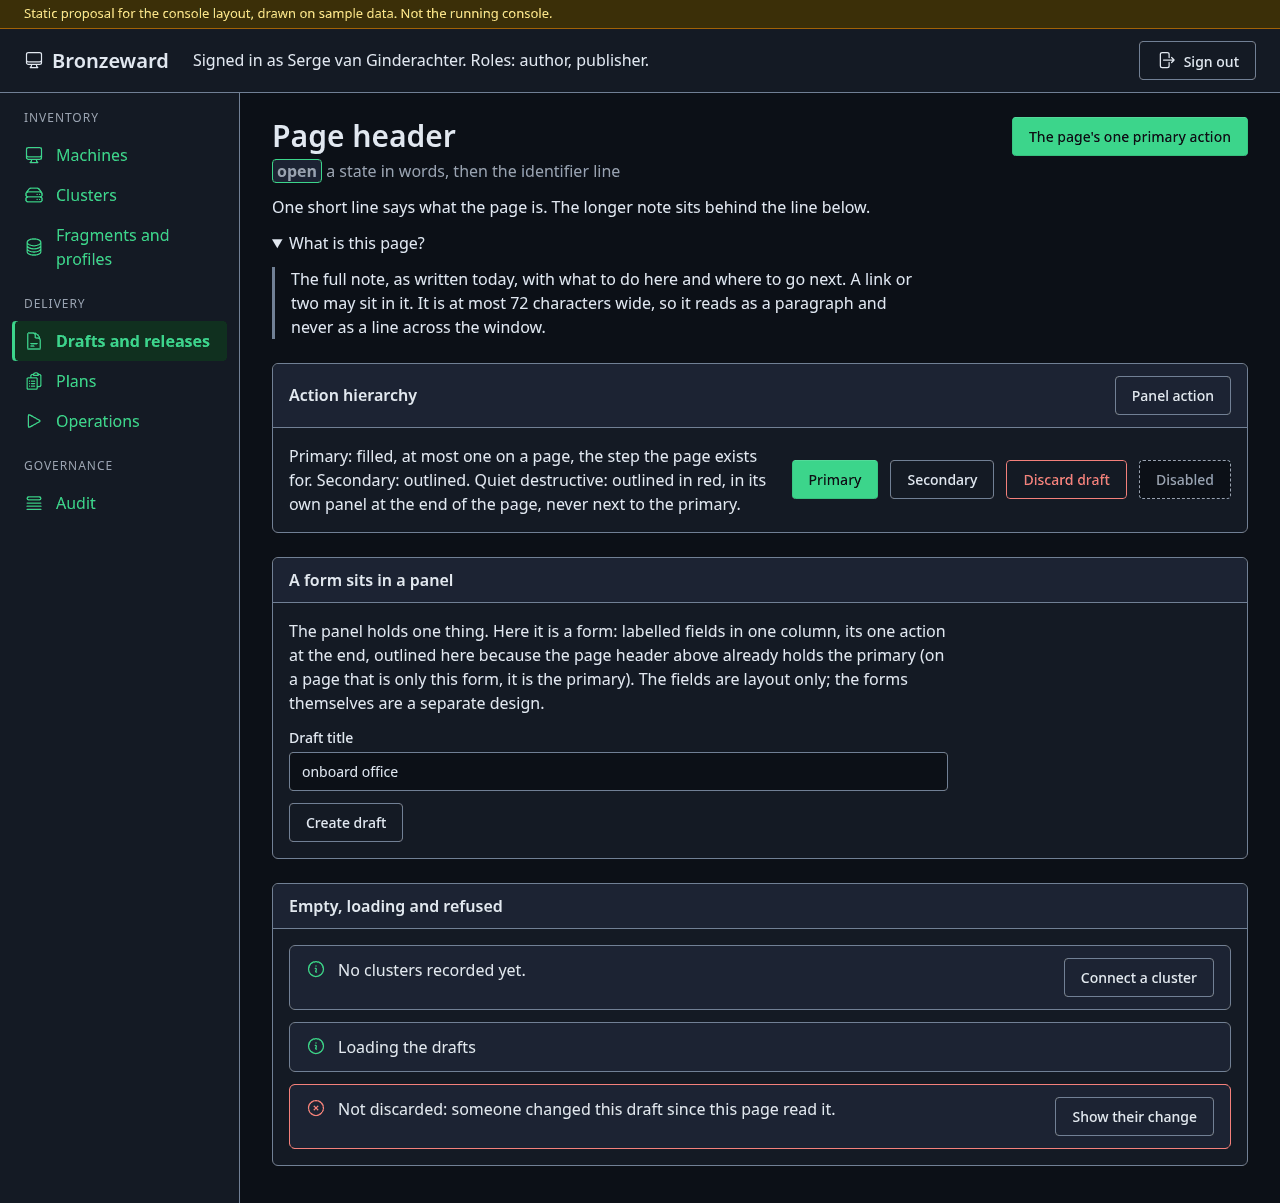 Static proposal for the console layout, drawn on sample data. Not the running console.
Bronzeward
Signed in as Serge van Ginderachter. Roles: author, publisher.
Sign out
INVENTORY
Machines
Clusters
Fragments and
profiles
DELIVERY
Drafts and releases
Plans
Operations
GOVERNANCE
Audit
Page header
The page's one primary action
open a state in words, then the identifier line
One short line says what the page is. The longer note sits behind the line below.
What is this page?
The full note, as written today, with what to do here and where to go next. A link or
two may sit in it. It is at most 72 characters wide, so it reads as a paragraph and
never as a line across the window.
Action hierarchy
Panel action
Primary: filled, at most one on a page, the step the page exists
for. Secondary: outlined. Quiet destructive: outlined in red, in its
own panel at the end of the page, never next to the primary.
Primary
Secondary
Discard draft
Disabled
A form sits in a panel
The panel holds one thing. Here it is a form: labelled fields in one column, its one action
at the end, outlined here because the page header above already holds the primary (on
a page that is only this form, it is the primary). The fields are layout only; the forms
themselves are a separate design.
Draft title
onboard office
Create draft
Empty, loading and refused
No clusters recorded yet.
Connect a cluster
Loading the drafts
Not discarded: someone changed this draft since this page read it.
Show their change